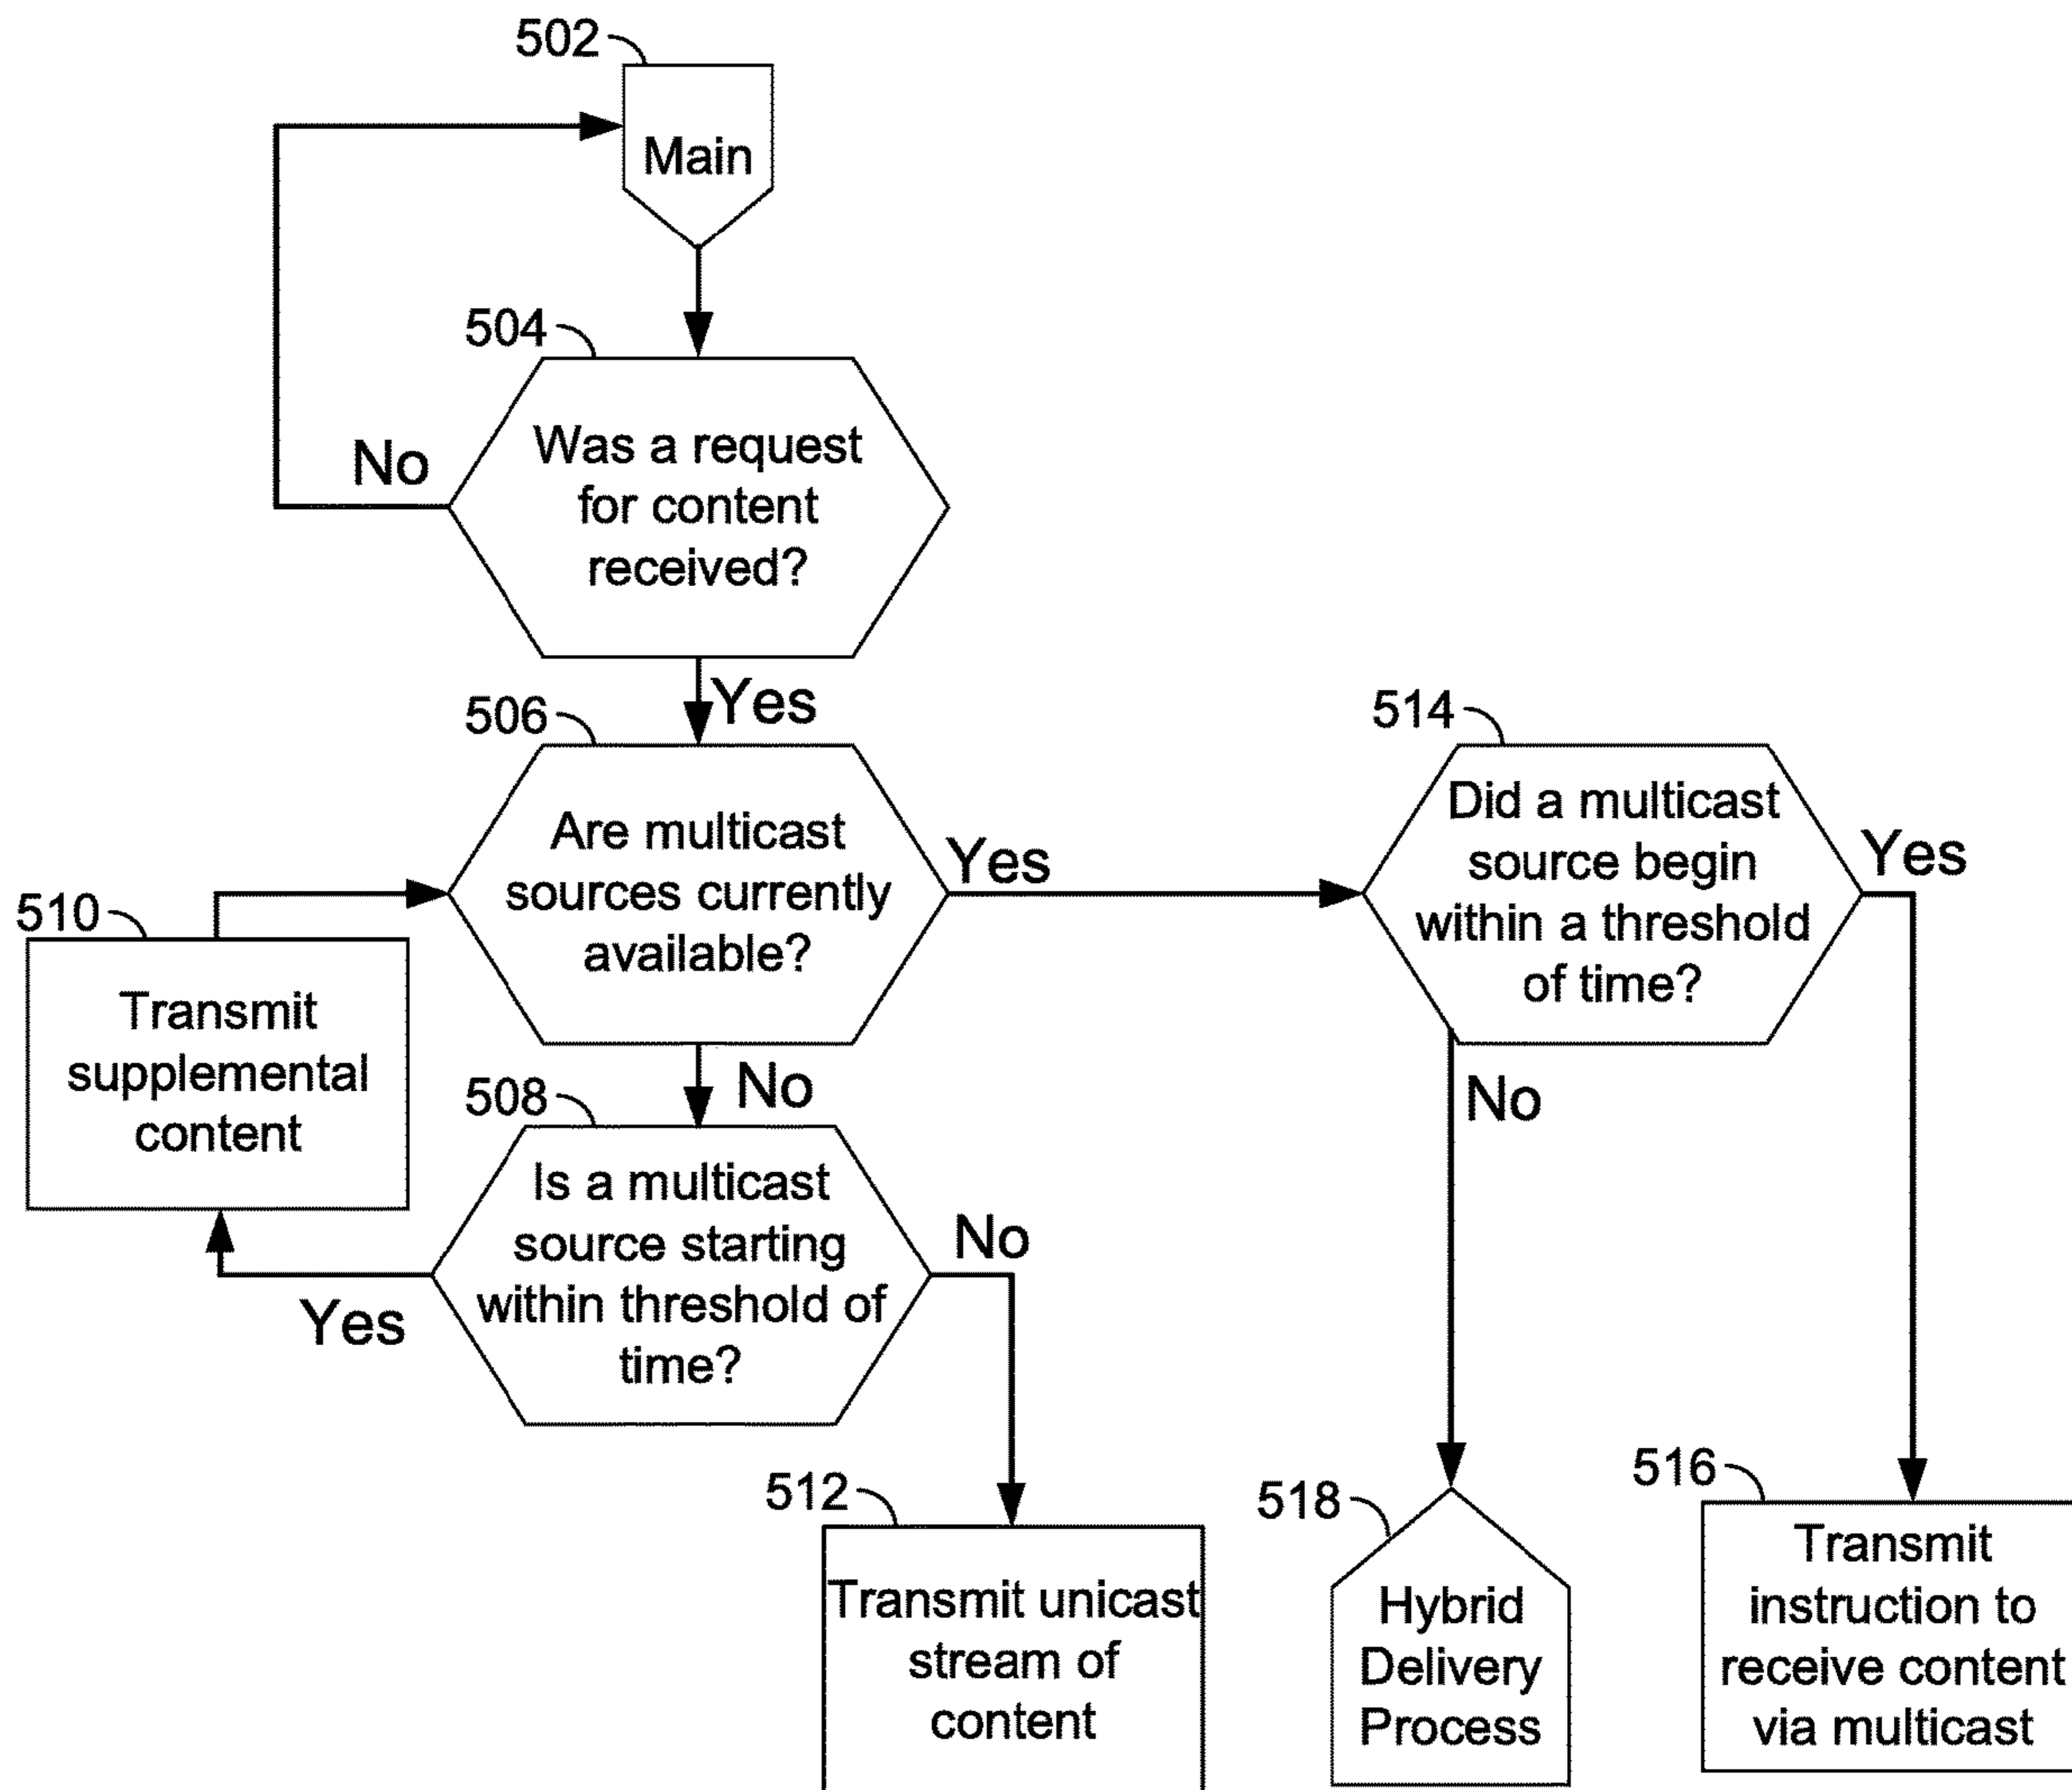 502
Main
504
Was a request
for content
received?
No
Yes
506
Are multicast
sources currently
available?
Yes
514
Did a multicast
source begin
within a threshold
of time?
Yes
510
Transmit
supplemental
content
No
No
508
Is a multicast
source starting
within threshold of
time?
Yes
No
512
Transmit unicast
stream of
content
518
Hybrid
Delivery
Process
516
Transmit
instruction to
receive content
via multicast